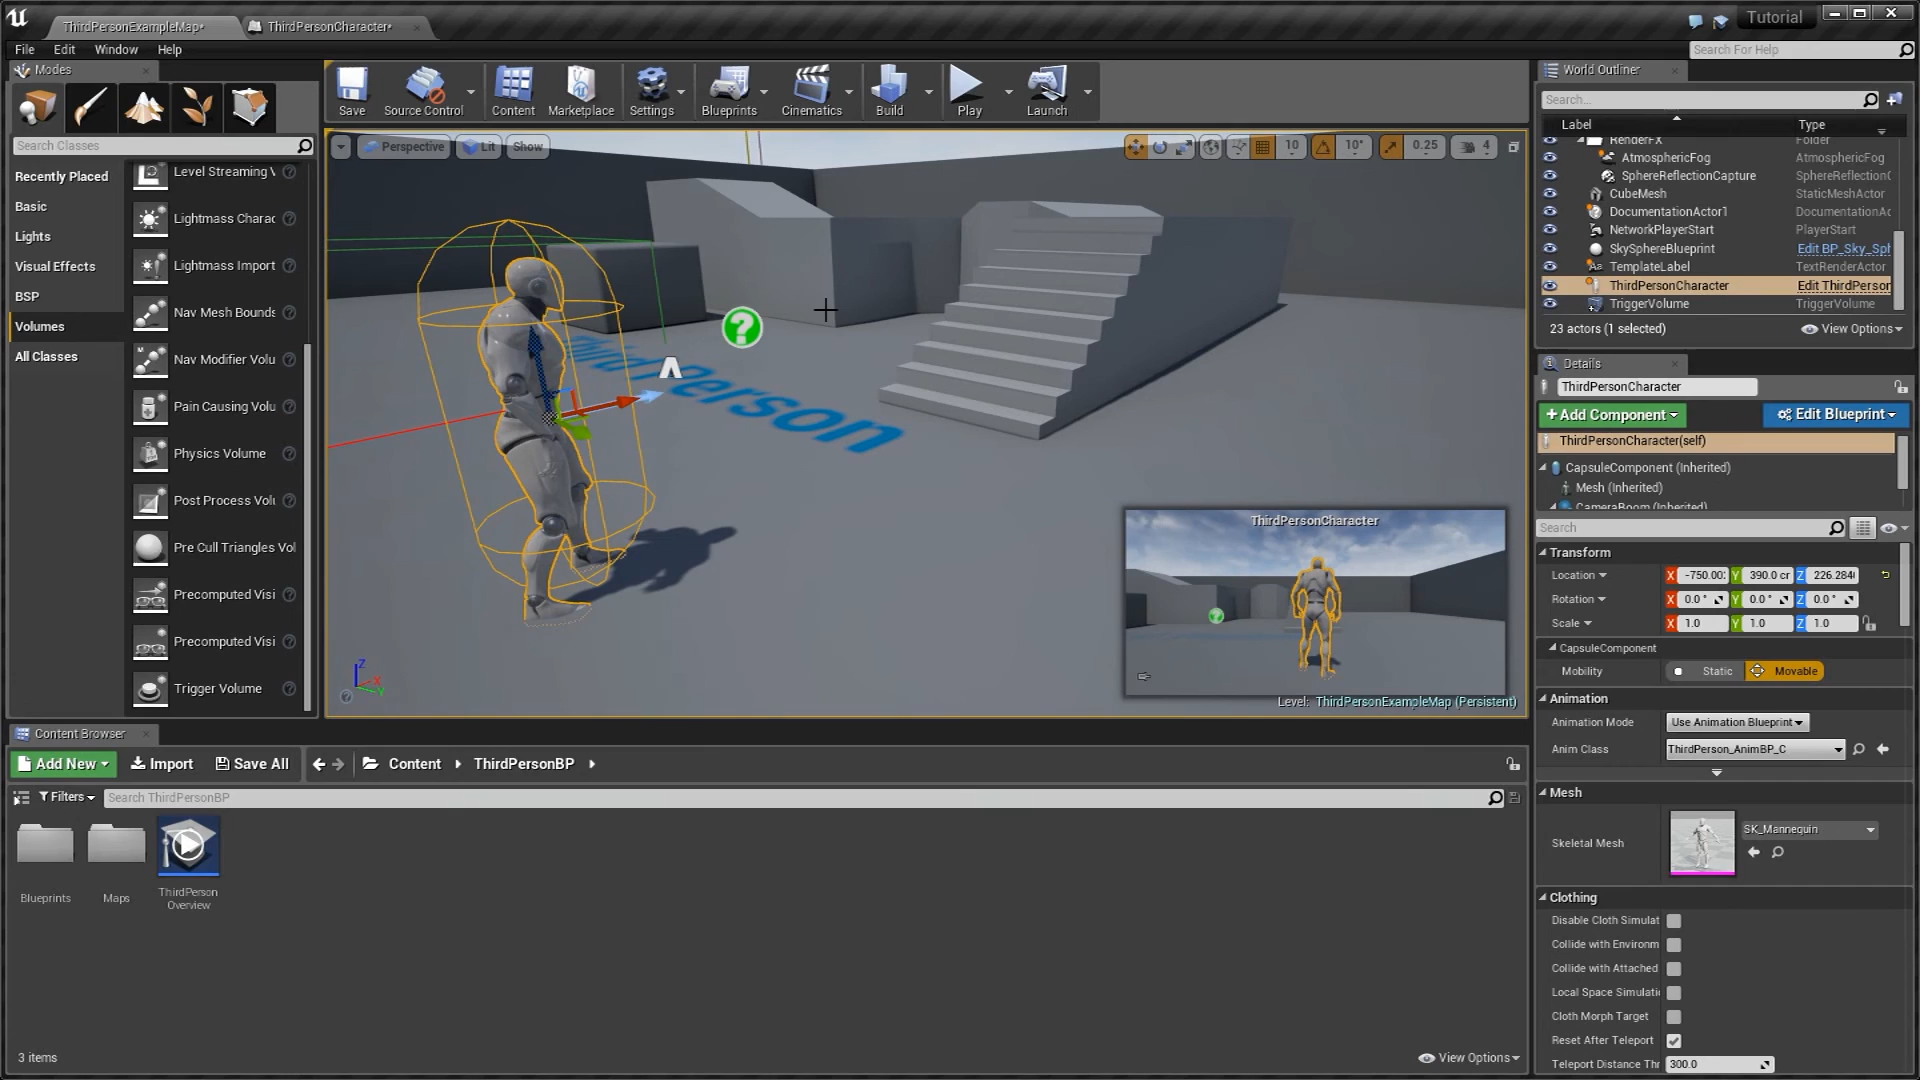 ThirdPersonExampleMap*
ThirdPersonCharacter*
Tutorial
File Edit Window Help
Search For Help
Modes
Search Classes
Recently Placed
Basic
Lights
Visual Effects
BSP
Volumes
All Classes
Level Streaming V
Lightmass Charac
Lightmass Import
Nav Mesh Bounds
Nav Modifier Volu
Pain Causing Volu
Physics Volume
Post Process Volu
Pre Cull Triangles Vol
Precomputed Visi
Precomputed Visi
Trigger Volume
Save
Source Control
Content
Marketplace
Settings
Blueprints
Cinematics
Build
Play
Launch
Perspective
Lit
Show
10
10°
0.25
4
ThirdPerson
ThirdPersonCharacter
Level: ThirdPersonExampleMap (Persistent)
Z
X
Y
World Outliner
Search...
Label Type
RenderFX Folder
AtmosphericFog AtmosphericFog
SphereReflectionCapture SphereReflection(
CubeMesh StaticMeshActor
DocumentationActor1 DocumentationAc
NetworkPlayerStart PlayerStart
SkySphereBlueprint Edit BP_Sky_Sph
TemplateLabel TextRenderActor
ThirdPersonCharacter Edit ThirdPerson
TriggerVolume TriggerVolume
23 actors (1 selected)
View Options
Details
ThirdPersonCharacter
+Add Component
Edit Blueprint
ThirdPersonCharacter(self)
CapsuleComponent (Inherited)
Mesh (Inherited)
CameraBoom (Inherited)
Search
Transform
Location X -750.00 Y 390.0 cr Z 226.284
Rotation X 0.0 ° Y 0.0 ° Z 0.0 °
Scale X 1.0 Y 1.0 Z 1.0
CapsuleComponent
Mobility Static Movable
Animation
Animation Mode Use Animation Blueprint
Anim Class ThirdPerson_AnimBP_C
Mesh
Skeletal Mesh
SK_Mannequin
Clothing
Disable Cloth Simulat
Collide with Environm
Collide with Attached
Local Space Simulati
Cloth Morph Target
Reset After Teleport
Teleport Distance Thr 300.0
Content Browser
Add New
Import
Save All
Content
ThirdPersonBP
Filters
Search ThirdPersonBP
Blueprints
Maps
ThirdPerson
Overview
3 items
View Options